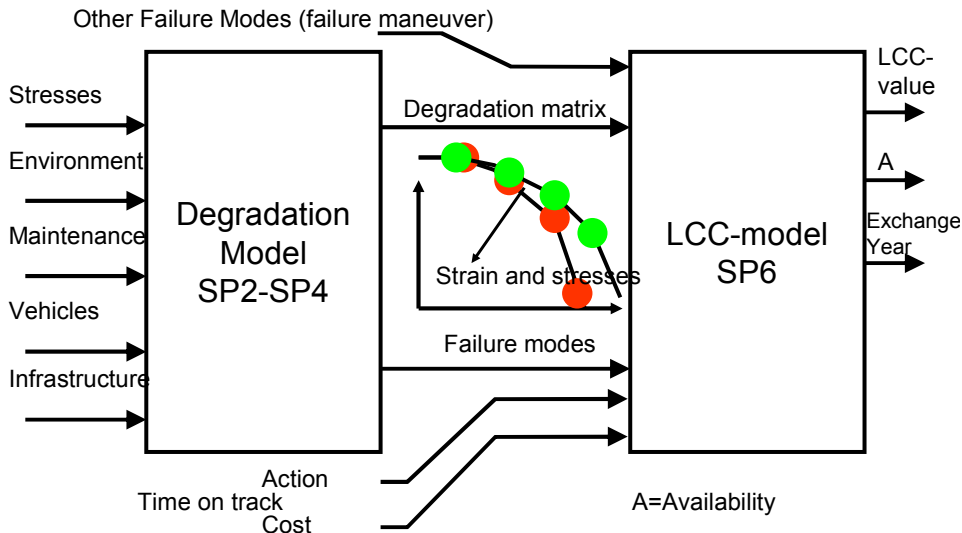 Other Failure Modes (failure maneuver)
LCC-
value
Stresses
Degradation matrix
Environment
A
Degradation
Model
SP2-SP4
LCC-model
SP6
Exchange
Year
Maintenance
Strain and stresses
Vehicles
Failure modes
Infrastructure
Action
Time on track
A=Availability
Cost